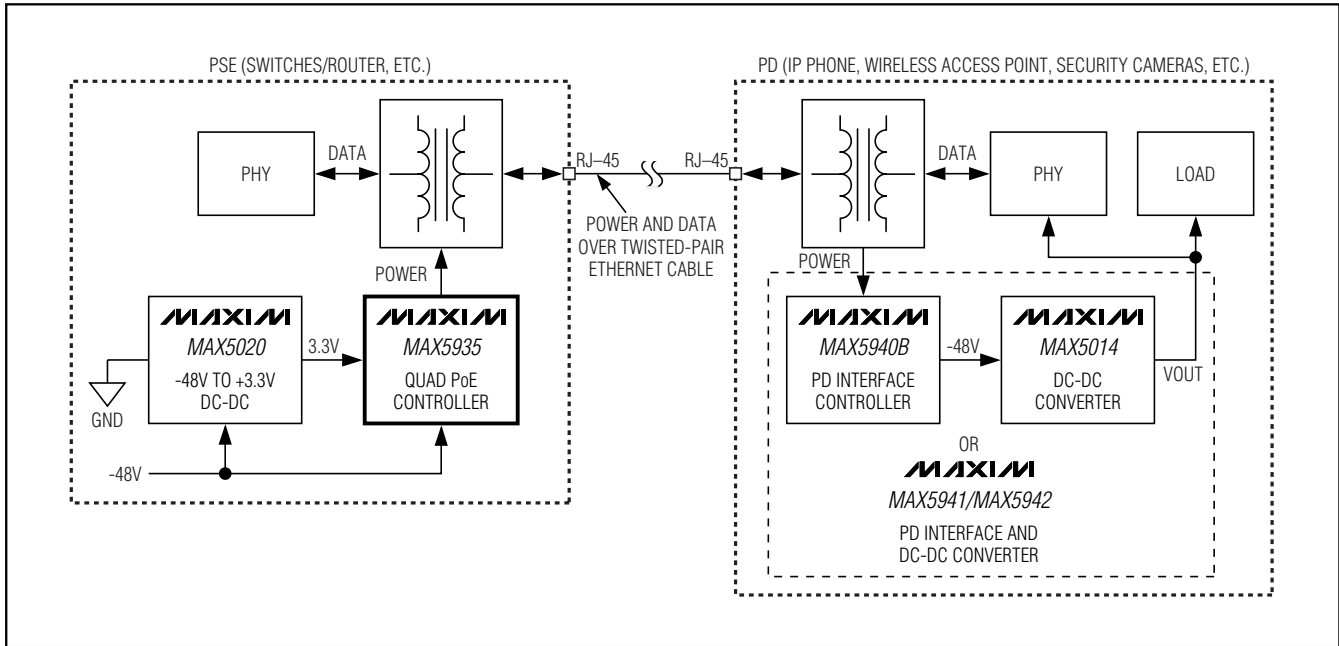 PSE (SWITCHES/ROUTER, ETC.)
PHY
DATA
POWER
MAXIM
MAX5020
-48V TO +3.3V
DC-DC
3.3V
MAXIM
MAX5935
QUAD PoE
CONTROLLER
GND
-48V
RJ–45
RJ–45
POWER AND DATA
OVER TWISTED-PAIR
ETHERNET CABLE
PD (IP PHONE, WIRELESS ACCESS POINT, SECURITY CAMERAS, ETC.)
DATA
PHY
LOAD
POWER
MAXIM
MAX5940B
PD INTERFACE
CONTROLLER
-48V
MAXIM
MAX5014
DC-DC
CONVERTER
VOUT
OR
MAXIM
MAX5941/MAX5942
PD INTERFACE AND
DC-DC CONVERTER